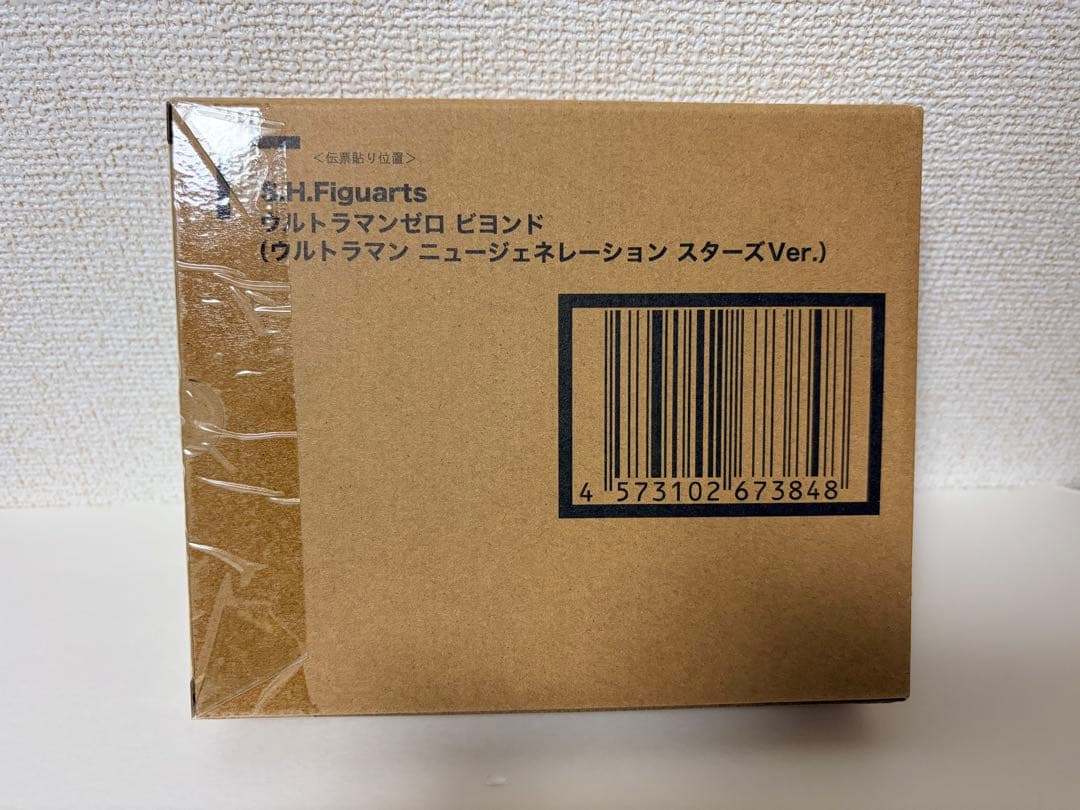 <伝票貼り位置>
S.H.Figuarts
ウルトラマンゼロ ビヨンド
(ウルトラマン ニュージェネレーション スターズVer.)
4 573102 673848